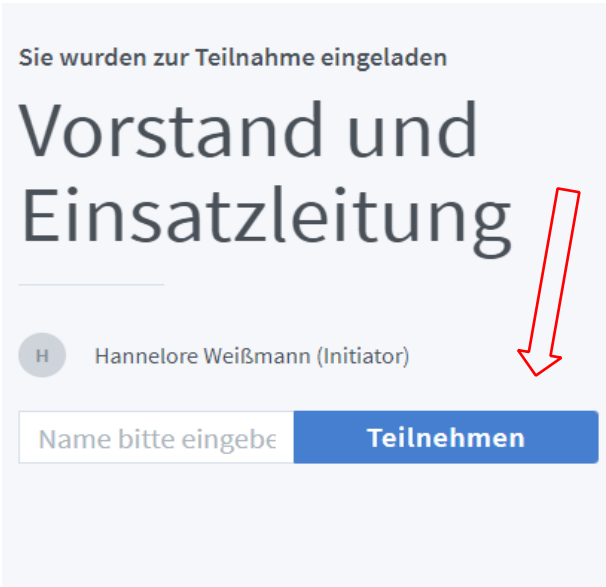 Sie wurden zur Teilnahme eingeladen
Vorstand und
Einsatzleitung
H
Hannelore Weißmann (Initiator)
Name bitte eingebe
Teilnehmen